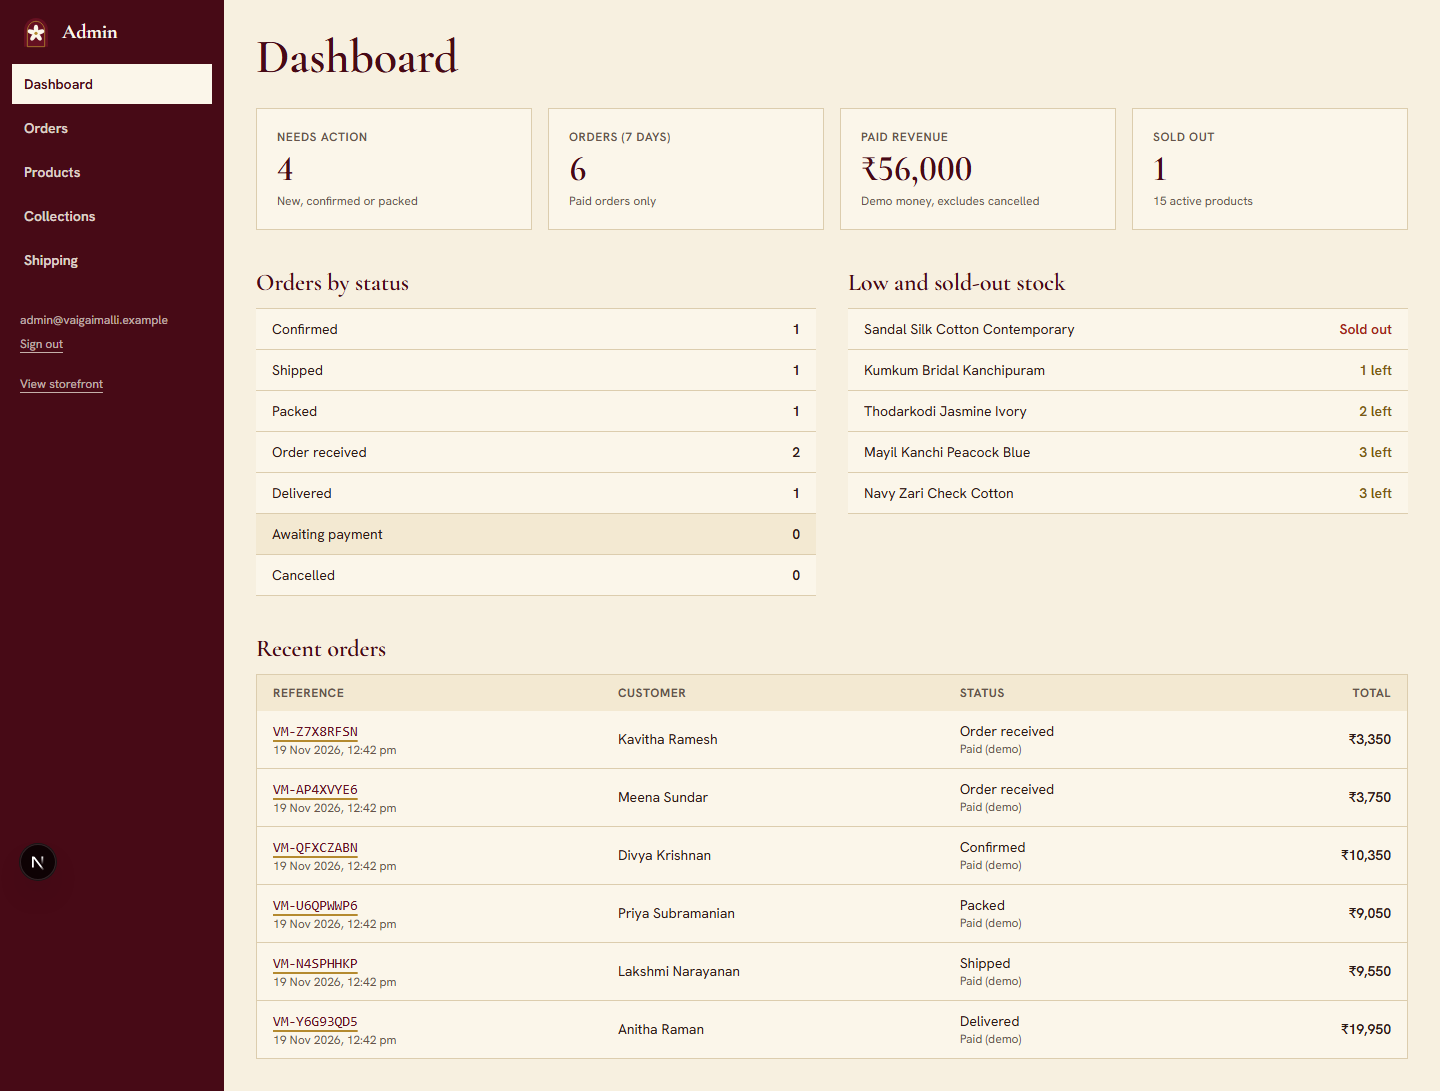 Admin
Dashboard
Orders
Products
Collections
Shipping
admin@vaigaimalli.example
Sign out
View storefront
N
Dashboard
NEEDS ACTION
4
New, confirmed or packed
ORDERS (7 DAYS)
6
Paid orders only
PAID REVENUE
₹56,000
Demo money, excludes cancelled
SOLD OUT
1
15 active products
Orders by status
Confirmed 1
Shipped 1
Packed 1
Order received 2
Delivered 1
Awaiting payment 0
Cancelled 0
Low and sold-out stock
Sandal Silk Cotton Contemporary Sold out
Kumkum Bridal Kanchipuram 1 left
Thodarkodi Jasmine Ivory 2 left
Mayil Kanchi Peacock Blue 3 left
Navy Zari Check Cotton 3 left
Recent orders
REFERENCE CUSTOMER STATUS TOTAL
VM-Z7X8RFSN Kavitha Ramesh Order received ₹3,350
19 Nov 2026, 12:42 pm Paid (demo)
VM-AP4XVYE6 Meena Sundar Order received ₹3,750
19 Nov 2026, 12:42 pm Paid (demo)
VM-QFXCZABN Divya Krishnan Confirmed ₹10,350
19 Nov 2026, 12:42 pm Paid (demo)
VM-U6QPWWP6 Priya Subramanian Packed ₹9,050
19 Nov 2026, 12:42 pm Paid (demo)
VM-N4SPHHKP Lakshmi Narayanan Shipped ₹9,550
19 Nov 2026, 12:42 pm Paid (demo)
VM-Y6G93QD5 Anitha Raman Delivered ₹19,950
19 Nov 2026, 12:42 pm Paid (demo)